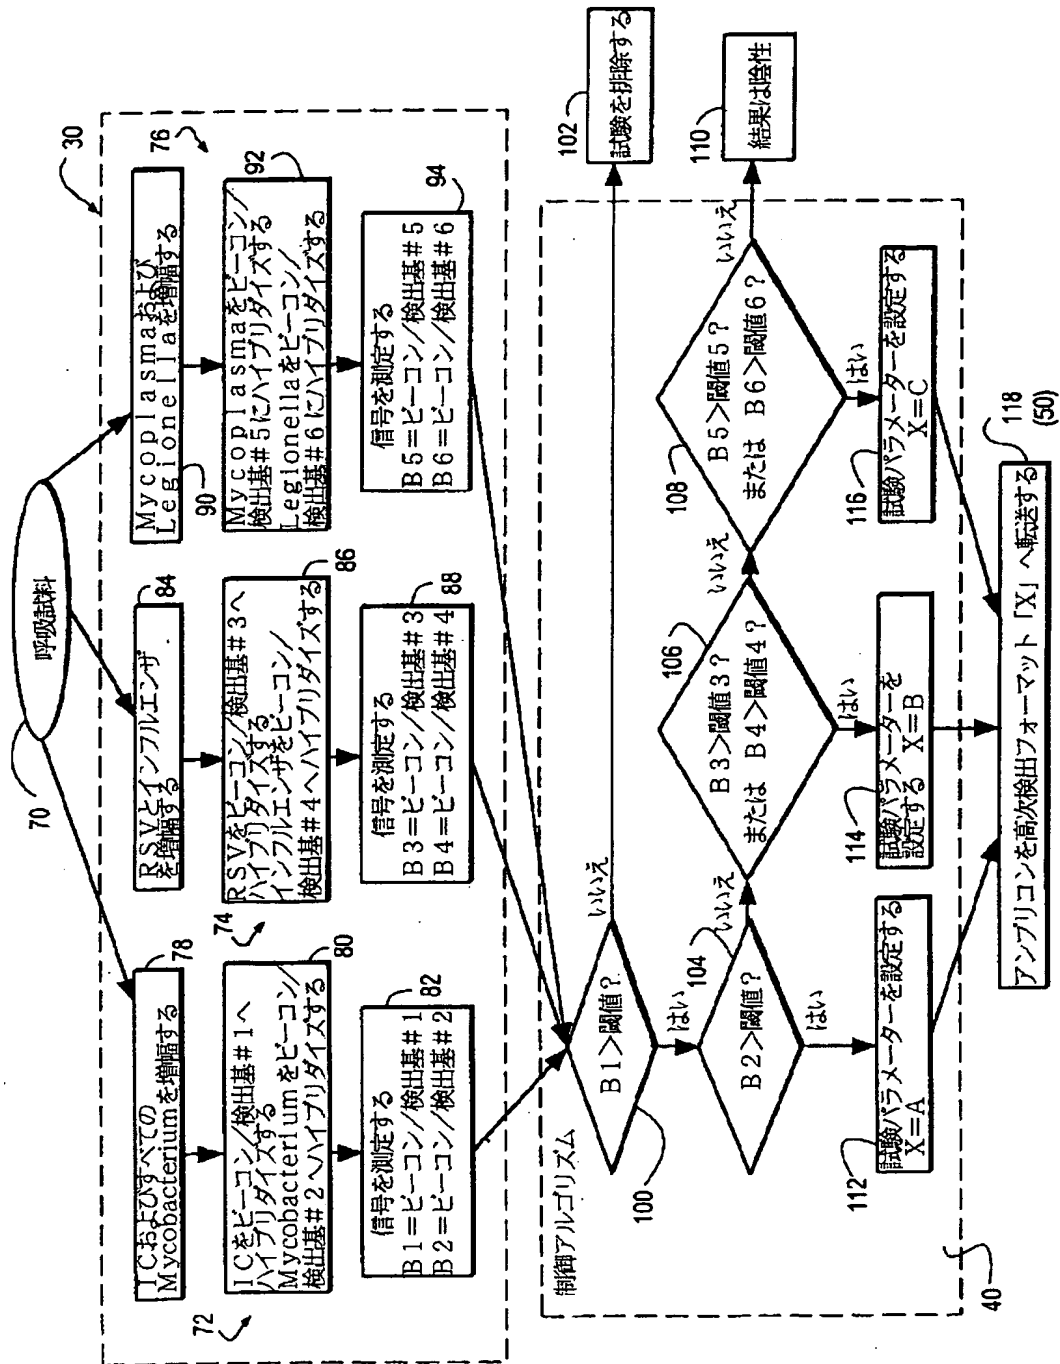 呼吸試料
70
30
72
74
76
78
ICおよびすべての
Mycobacteriumを増幅する
80
ICをビーコン/検出基#1へ
ハイブリダイズする
Mycobacteriumをビーコン/
検出基#2へハイブリダイズする
82
信号を測定する
B1=ビーコン/検出基#1
B2=ビーコン/検出基#2
84
RSVとインフルエンザ
を増幅する
86
RSVをビーコン/検出基#3へ
ハイブリダイズする
インフルエンザをビーコン/
検出基#4へハイブリダイズする
88
信号を測定する
B3=ビーコン/検出基#3
B4=ビーコン/検出基#4
90
Mycoplasmaおよび
Legionellaを増幅する
92
Mycoplasmaをビーコン/
検出基#5にハイブリダイズする
Legionellaをビーコン/
検出基#6にハイブリダイズする
94
信号を測定する
B5=ビーコン/検出基#5
B6=ビーコン/検出基#6
制御アルゴリズム
40
100
B1>閾値?
いいえ
はい
102
試験を排除する
104
B2>閾値?
いいえ
はい
106
B3>閾値3?
または B4>閾値4?
いいえ
はい
108
B5>閾値5?
または B6>閾値6?
いいえ
はい
110
結果は陰性
112
試験パラメーターを設定する
X=A
114
試験パラメーターを
設定する X=B
116
試験パラメーターを設定する
X=C
118
(50)
アンプリコンを高次検出フォーマット「X」へ転送する